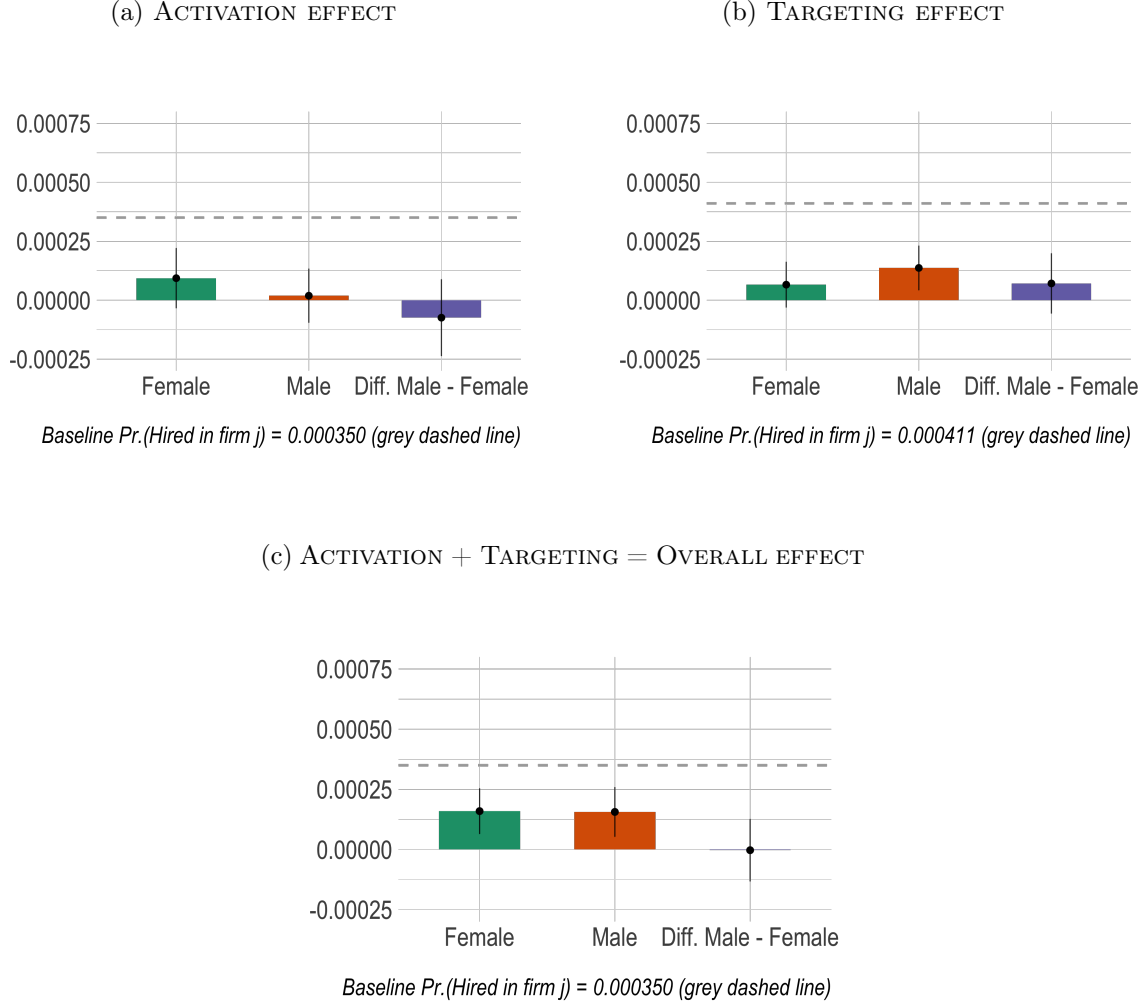 (a) Activation effect
0.00075
0.00050
0.00025
0.00000
-0.00025
Female Male Diff. Male - Female
Baseline Pr.(Hired in firm j) = 0.000350 (grey dashed line)
(b) Targeting effect
0.00075
0.00050
0.00025
0.00000
-0.00025
Female Male Diff. Male - Female
Baseline Pr.(Hired in firm j) = 0.000411 (grey dashed line)
(c) Activation + Targeting = Overall effect
0.00075
0.00050
0.00025
0.00000
-0.00025
Female Male Diff. Male - Female
Baseline Pr.(Hired in firm j) = 0.000350 (grey dashed line)